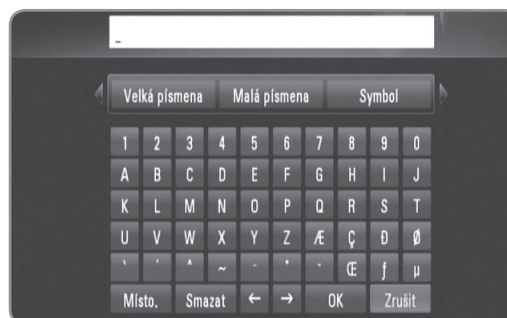 _
Velká písmena Malá písmena Symbol
1 2 3 4 5 6 7 8 9 0
A B C D E F G H I J
K L M N O P Q R S T
U V W X Y Z Æ Ç Ð Ø
` ´ ^ ~ ¨ ˙ ˘ Œ ƒ µ
Místo. Smazat ← → OK Zrušit